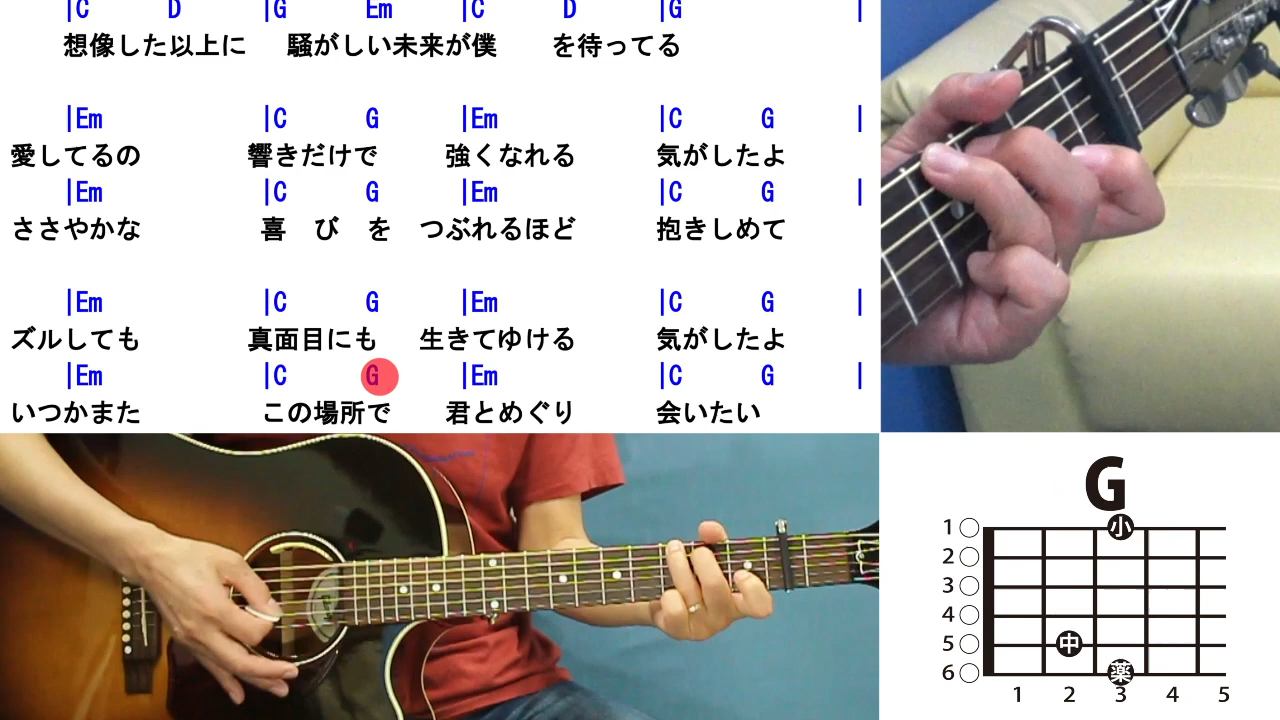 |C D |G Em |C D |G |
想像した以上に 騒がしい未来が僕 を待ってる
|Em |C G |Em |C G |
愛してるの 響きだけで 強くなれる 気がしたよ
|Em |C G |Em |C G |
ささやかな 喜 び を つぶれるほど 抱きしめて
|Em |C G |Em |C G |
ズルしても 真面目にも 生きてゆける 気がしたよ
|Em |C G |Em |C G |
いつかまた この場所で 君とめぐり 会いたい
G
1 小
2
3
4
5 中
6 薬
1 2 3 4 5